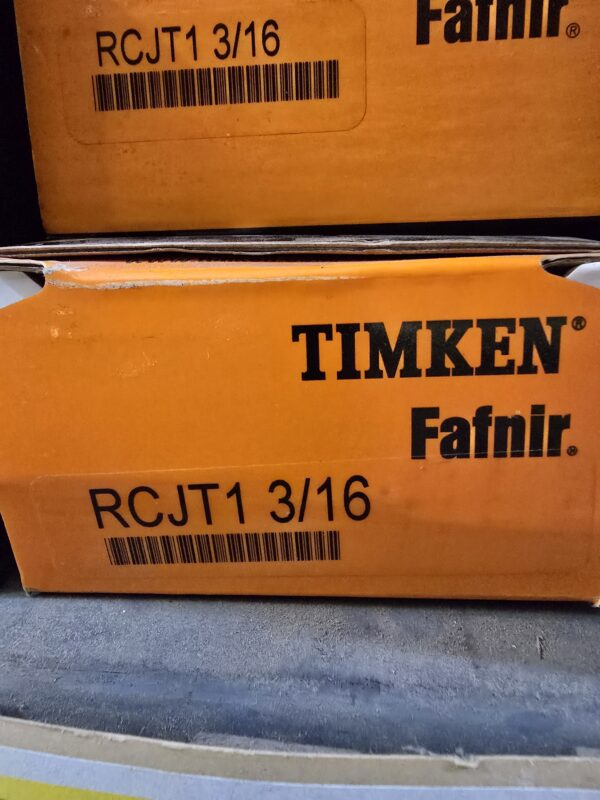 Fafnir®
RCJT1 3/16
TIMKEN®
Fafnir®
RCJT1 3/16